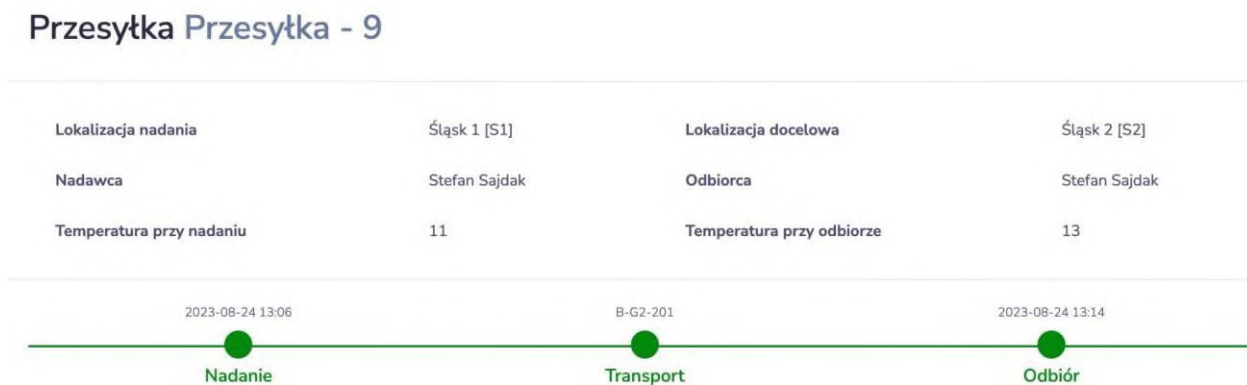 Przesyłka Przesyłka - 9
Lokalizacja nadania Śląsk 1 [S1] Lokalizacja docelowa Śląsk 2 [S2]
Nadawca Stefan Sajdak Odbiorca Stefan Sajdak
Temperatura przy nadaniu 11 Temperatura przy odbiorze 13
2023-08-24 13:06 B-G2-201 2023-08-24 13:14
Nadanie Transport Odbiór